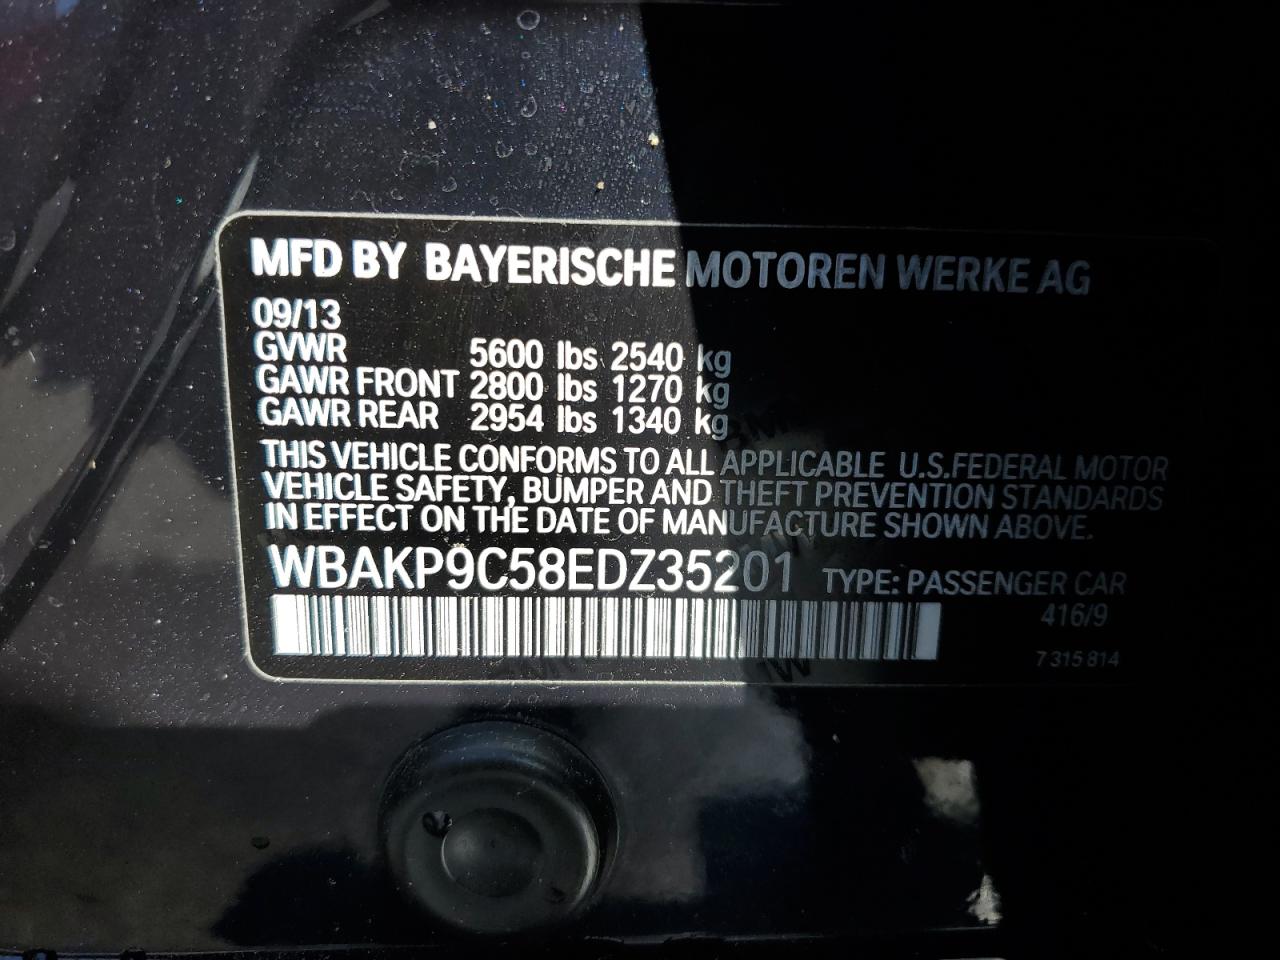 MFD BY BAYERISCHE MOTOREN WERKE AG
09/13
GVWR 5600 lbs 2540 kg
GAWR FRONT 2800 lbs 1270 kg
GAWR REAR 2954 lbs 1340 kg
THIS VEHICLE CONFORMS TO ALL APPLICABLE U.S.FEDERAL MOTOR
VEHICLE SAFETY, BUMPER AND THEFT PREVENTION STANDARDS
IN EFFECT ON THE DATE OF MANUFACTURE SHOWN ABOVE.
WBAKP9C58EDZ35201 TYPE: PASSENGER CAR
416/9
7 315 814